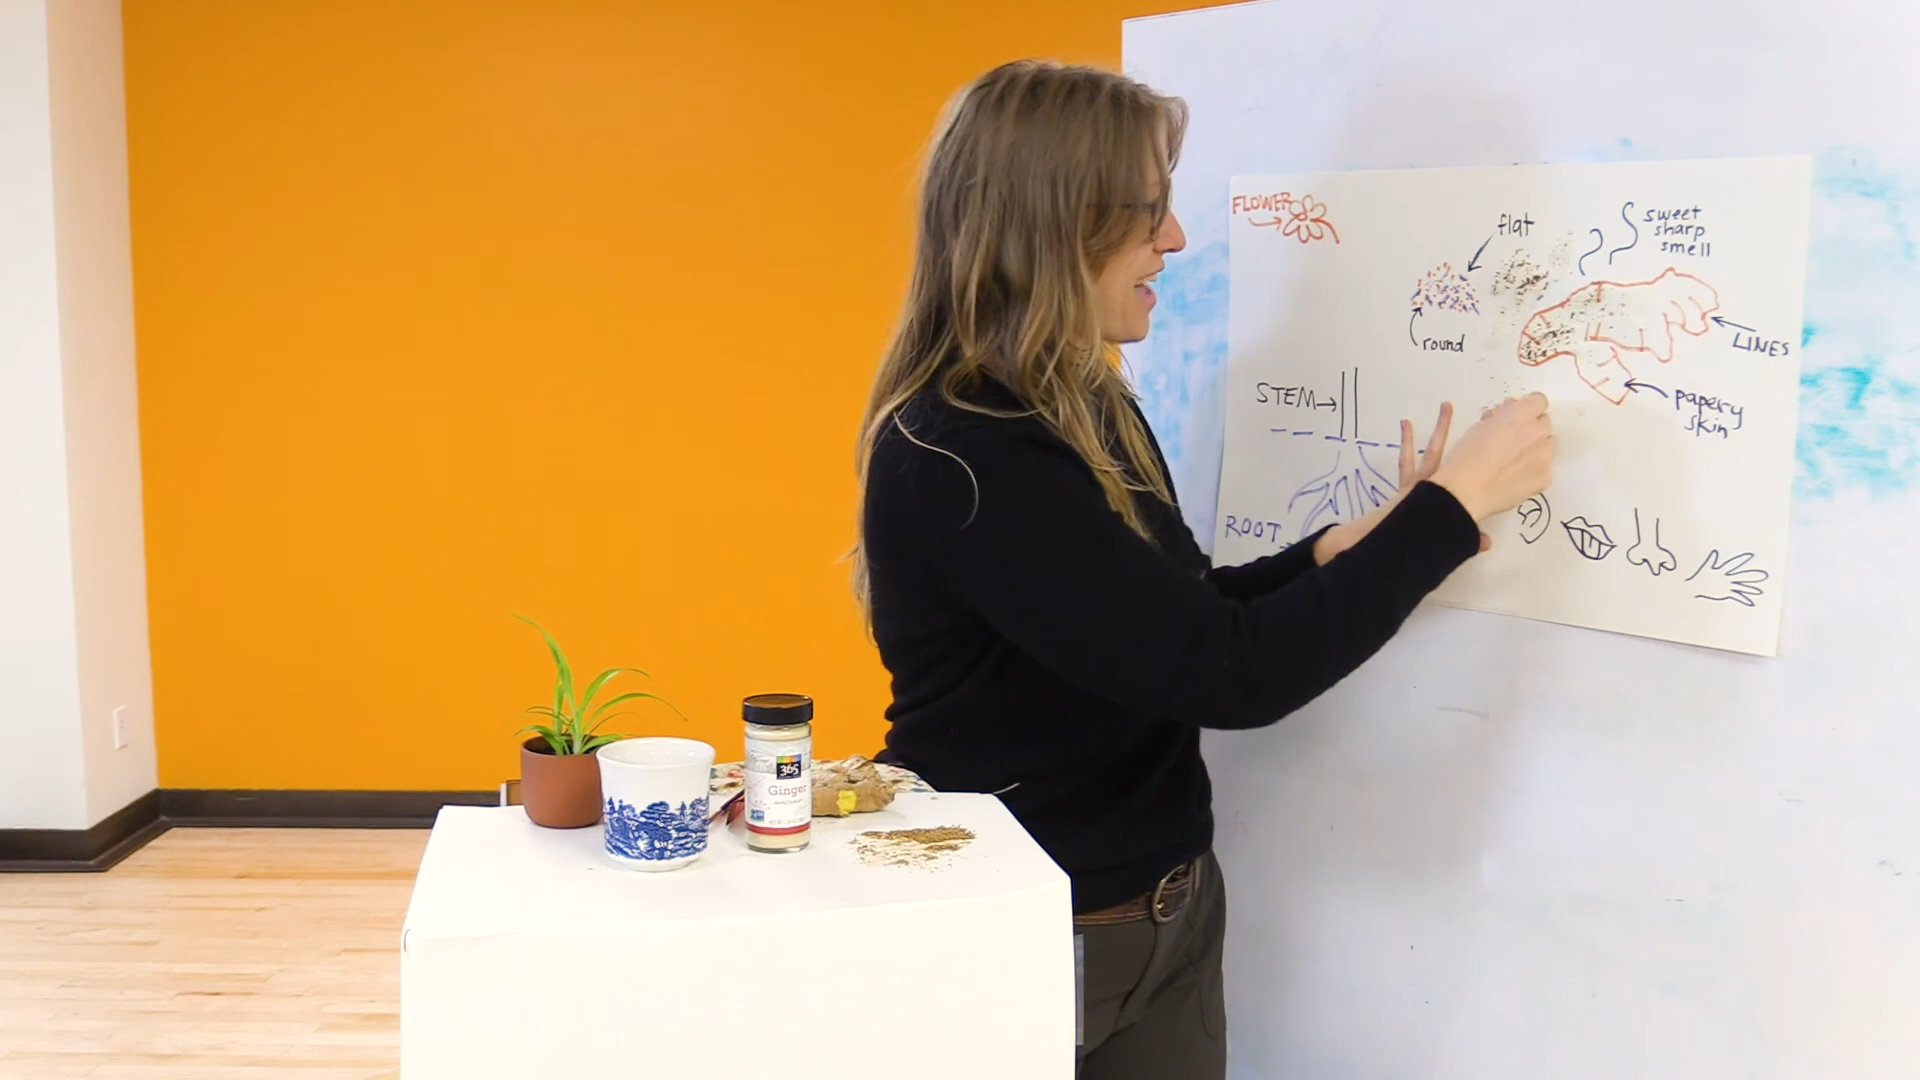 FLOWER
flat
sweet
sharp
smell
round
LINES
STEM
papery
skin
ROOT
365
Ginger